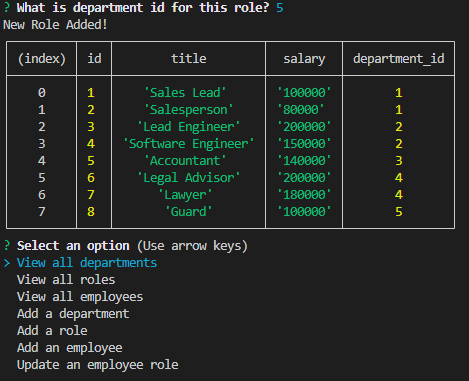 ? What is department id for this role? 5
New Role Added!
(index) id title salary department_id
0 1 'Sales Lead' '100000' 1
1 2 'Salesperson' '80000' 1
2 3 'Lead Engineer' '200000' 2
3 4 'Software Engineer' '150000' 2
4 5 'Accountant' '140000' 3
5 6 'Legal Advisor' '200000' 4
6 7 'Lawyer' '180000' 4
7 8 'Guard' '100000' 5
? Select an option (Use arrow keys)
> View all departments
View all roles
View all employees
Add a department
Add a role
Add an employee
Update an employee role